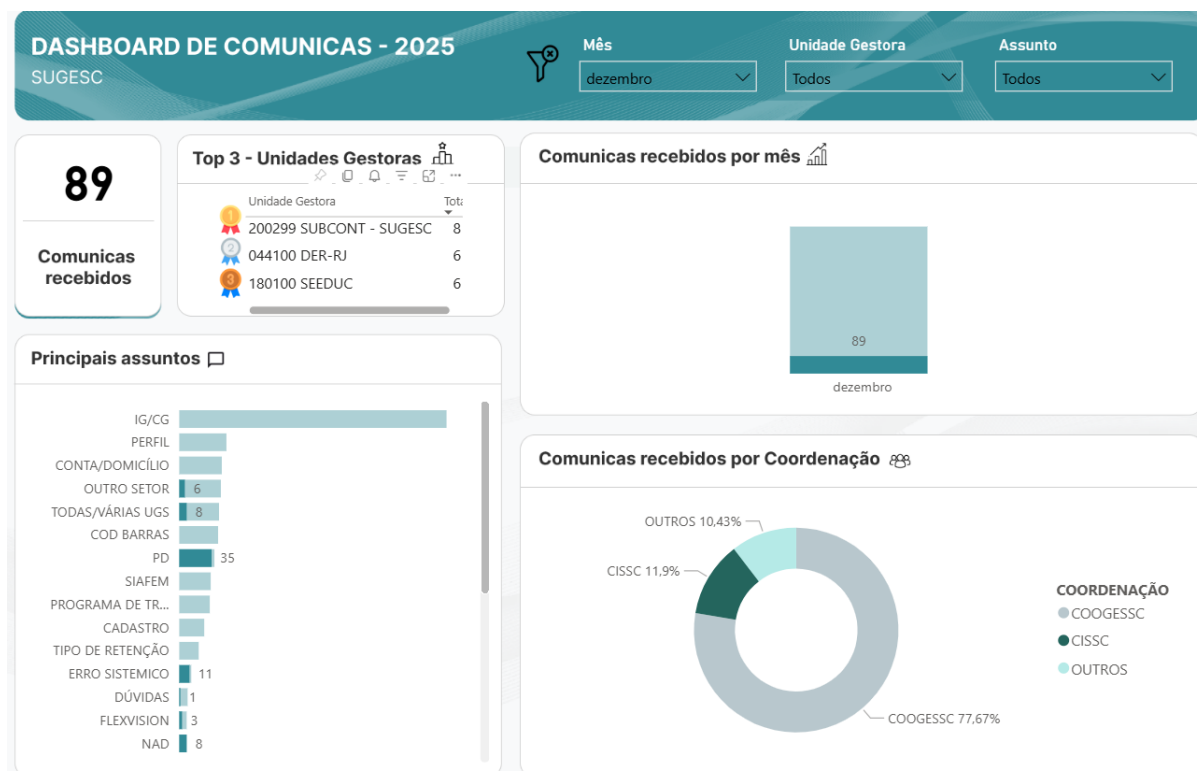 DASHBOARD DE COMUNICAS - 2025
SUGESC
Mês
dezembro
Unidade Gestora
Todos
Assunto
Todos
89
Comunicas
recebidos
Top 3 - Unidades Gestoras
Unidade Gestora Tota
1 200299 SUBCONT - SUGESC 8
2 044100 DER-RJ 6
3 180100 SEEDUC 6
Comunicas recebidos por mês
89
dezembro
Principais assuntos
IG/CG
PERFIL
CONTA/DOMICÍLIO
OUTRO SETOR 6
TODAS/VÁRIAS UGS 8
COD BARRAS
PD 35
SIAFEM
PROGRAMA DE TR...
CADASTRO
TIPO DE RETENÇÃO
ERRO SISTEMICO 11
DÚVIDAS 1
FLEXVISION 3
NAD 8
Comunicas recebidos por Coordenação
OUTROS 10,43%
CISSC 11,9%
COOGESSC 77,67%
COORDENAÇÃO
COOGESSC
CISSC
OUTROS